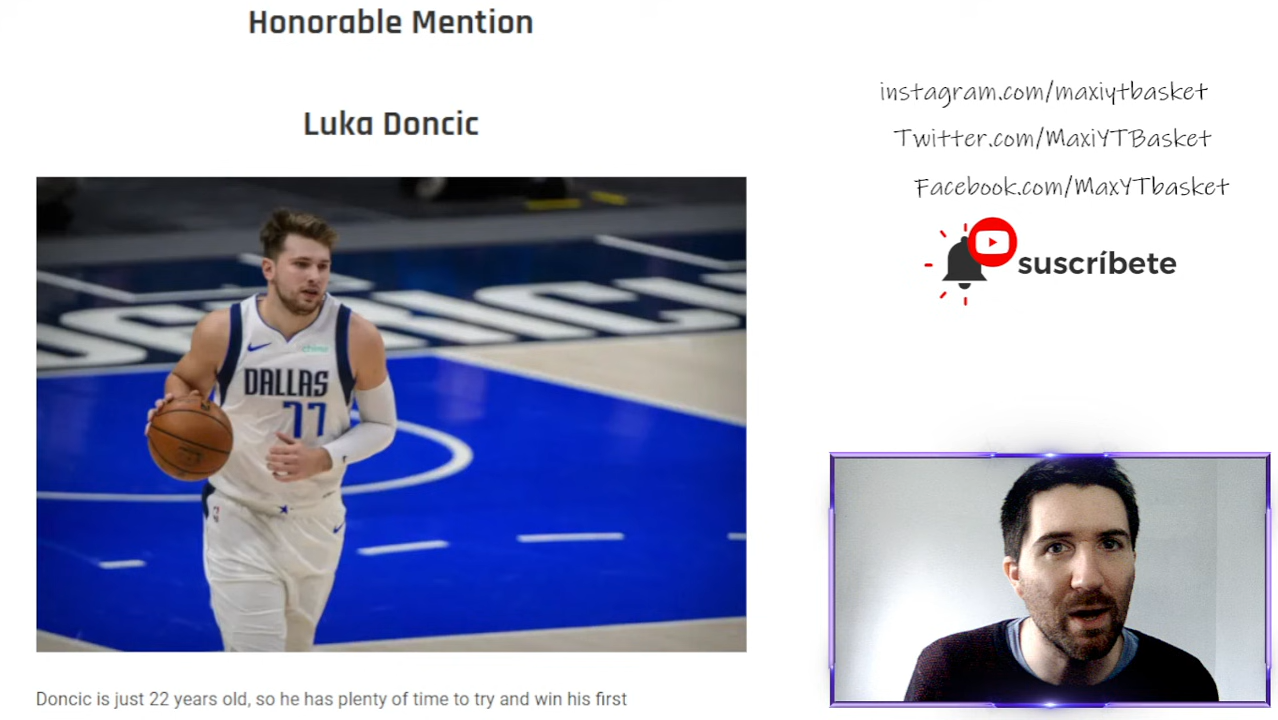 Honorable Mention
Luka Doncic
DALLAS
77
Doncic is just 22 years old, so he has plenty of time to try and win his first
instagram.com/maxiytbasket
Twitter.com/MaxiYTBasket
Facebook.com/MaxYTbasket
suscríbete